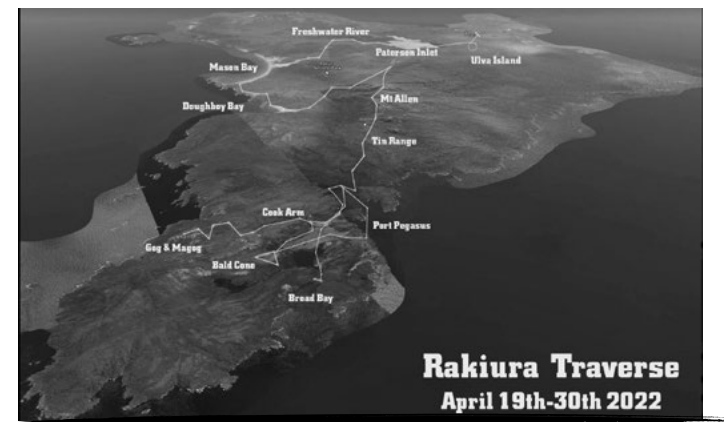 Freshwater River
Paterson Inlet
Ulva Island
Mason Bay
Doughboy Bay
Mt Allen
Tin Range
Cook Arm
Port Pegasus
Gog & Magog
Bald Cone
Broad Bay
Rakiura Traverse
April 19th-30th 2022